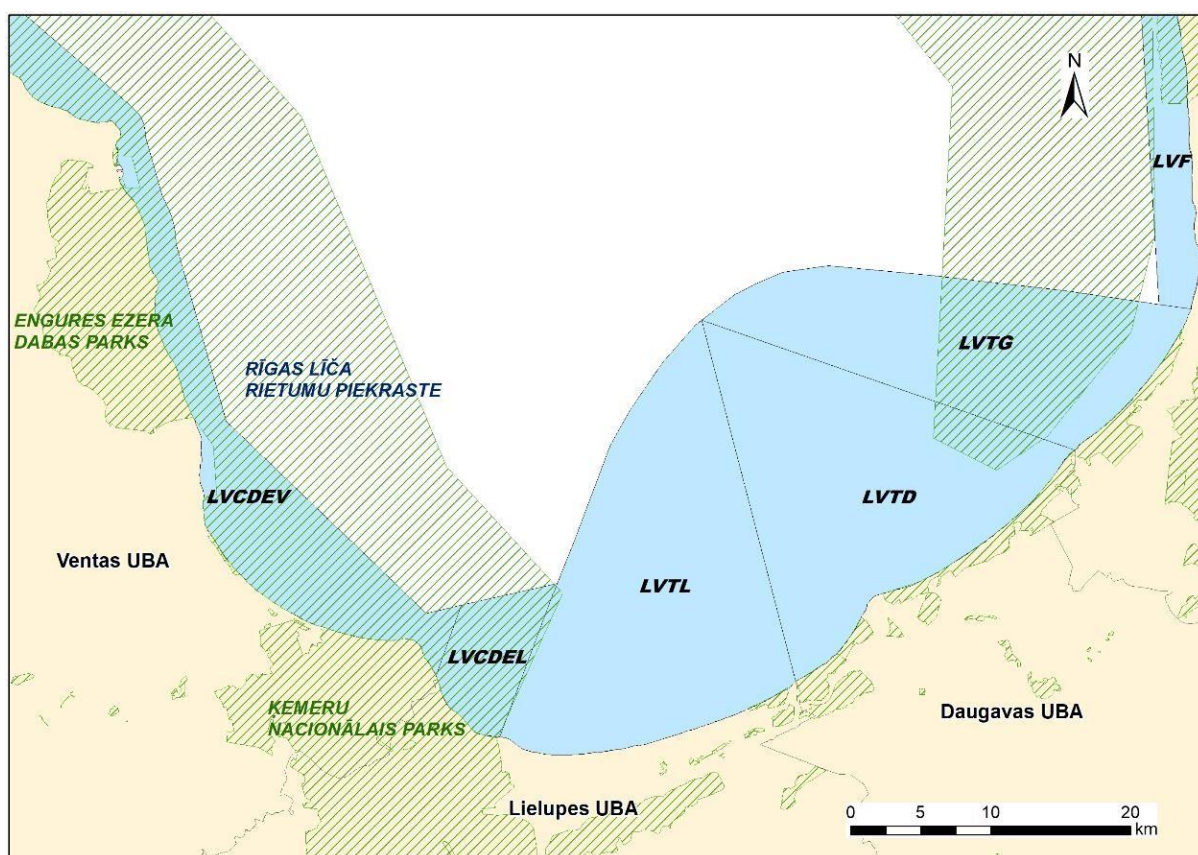 N
LVF
ENGURES EZERA
DABAS PARKS
RĪGAS LĪČA
RIETUMU PIEKRASTE
LVTG
LVCDEV
LVTD
Ventas UBA
LVTL
LVCDEL
ĶEMERU
NACIONĀLAIS PARKS
Daugavas UBA
Lielupes UBA
0 5 10 20
km